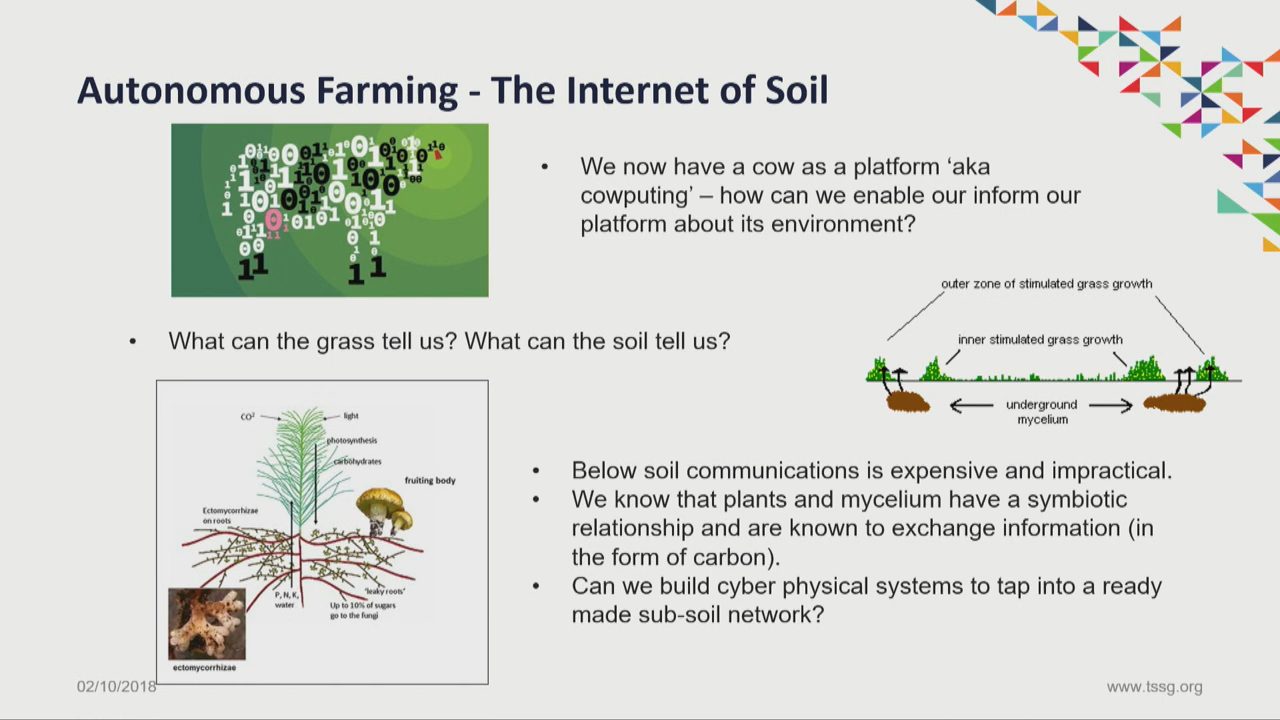 Autonomous Farming - The Internet of Soil
• We now have a cow as a platform ‘aka
cowputing’ – how can we enable our inform our
platform about its environment?
outer zone of stimulated grass growth
inner stimulated grass growth
underground
mycelium
• What can the grass tell us? What can the soil tell us?
CO²
light
photosynthesis
carbohydrates
fruiting body
Ectomycorrhizae
on roots
P, N, K,
water
'leaky roots'
Up to 10% of sugars
go to the fungi
ectomycorrhizae
• Below soil communications is expensive and impractical.
• We know that plants and mycelium have a symbiotic
relationship and are known to exchange information (in
the form of carbon).
• Can we build cyber physical systems to tap into a ready
made sub-soil network?
02/10/2018
www.tssg.org